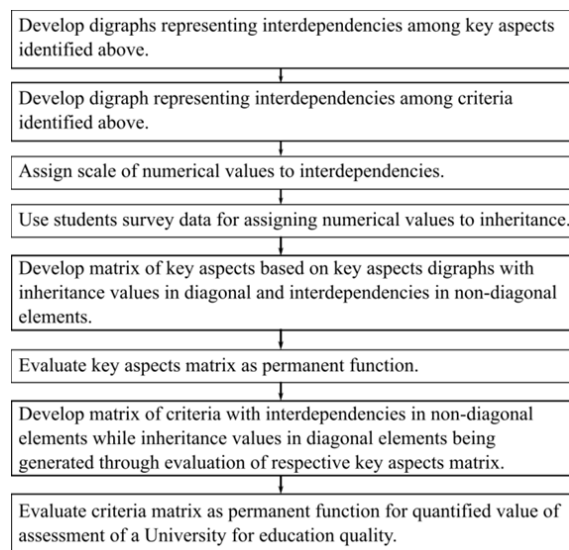 Develop digraphs representing interdependencies among key aspects
identified above.
Develop digraph representing interdependencies among criteria
identified above.
Assign scale of numerical values to interdependencies.
Use students survey data for assigning numerical values to inheritance.
Develop matrix of key aspects based on key aspects digraphs with
inheritance values in diagonal and interdependencies in non-diagonal
elements.
Evaluate key aspects matrix as permanent function.
Develop matrix of criteria with interdependencies in non-diagonal
elements while inheritance values in diagonal elements being
generated through evaluation of respective key aspects matrix.
Evaluate criteria matrix as permanent function for quantified value of
assessment of a University for education quality.